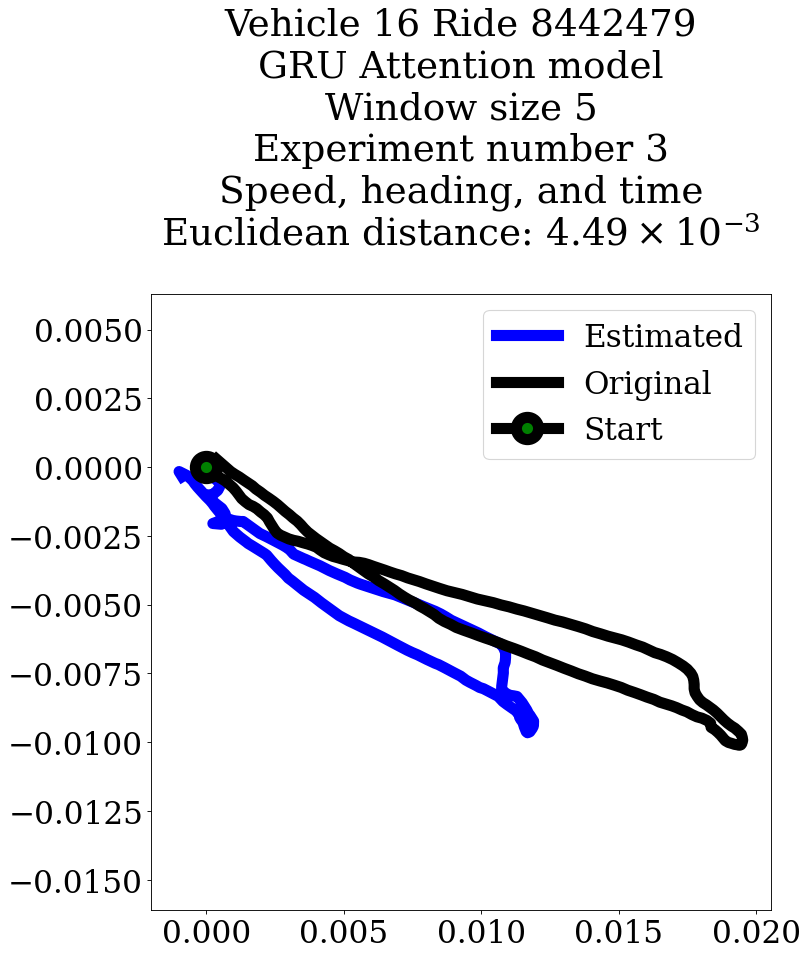 Vehicle 16 Ride 8442479
GRU Attention model
Window size 5
Experiment number 3
Speed, heading, and time
Euclidean distance: 4.49 × 10⁻³
Estimated
Original
Start
0.0050
0.0025
0.0000
−0.0025
−0.0050
−0.0075
−0.0100
−0.0125
−0.0150
0.000 0.005 0.010 0.015 0.020